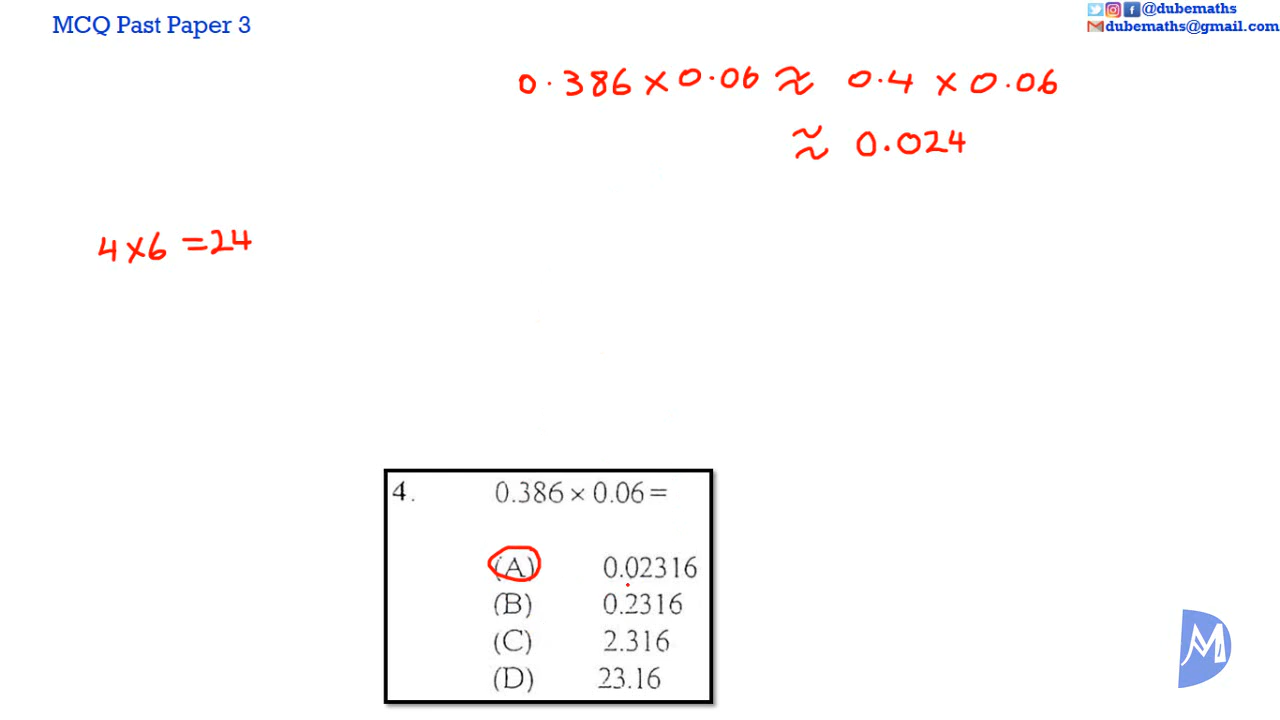 MCQ Past Paper 3
@dubemaths
dubemaths@gmail.com
0.386 × 0.06 ≈ 0.4 × 0.06
≈ 0.024
4 × 6 = 24
4. 0.386 × 0.06 =
(A) 0.02316
(B) 0.2316
(C) 2.316
(D) 23.16
M